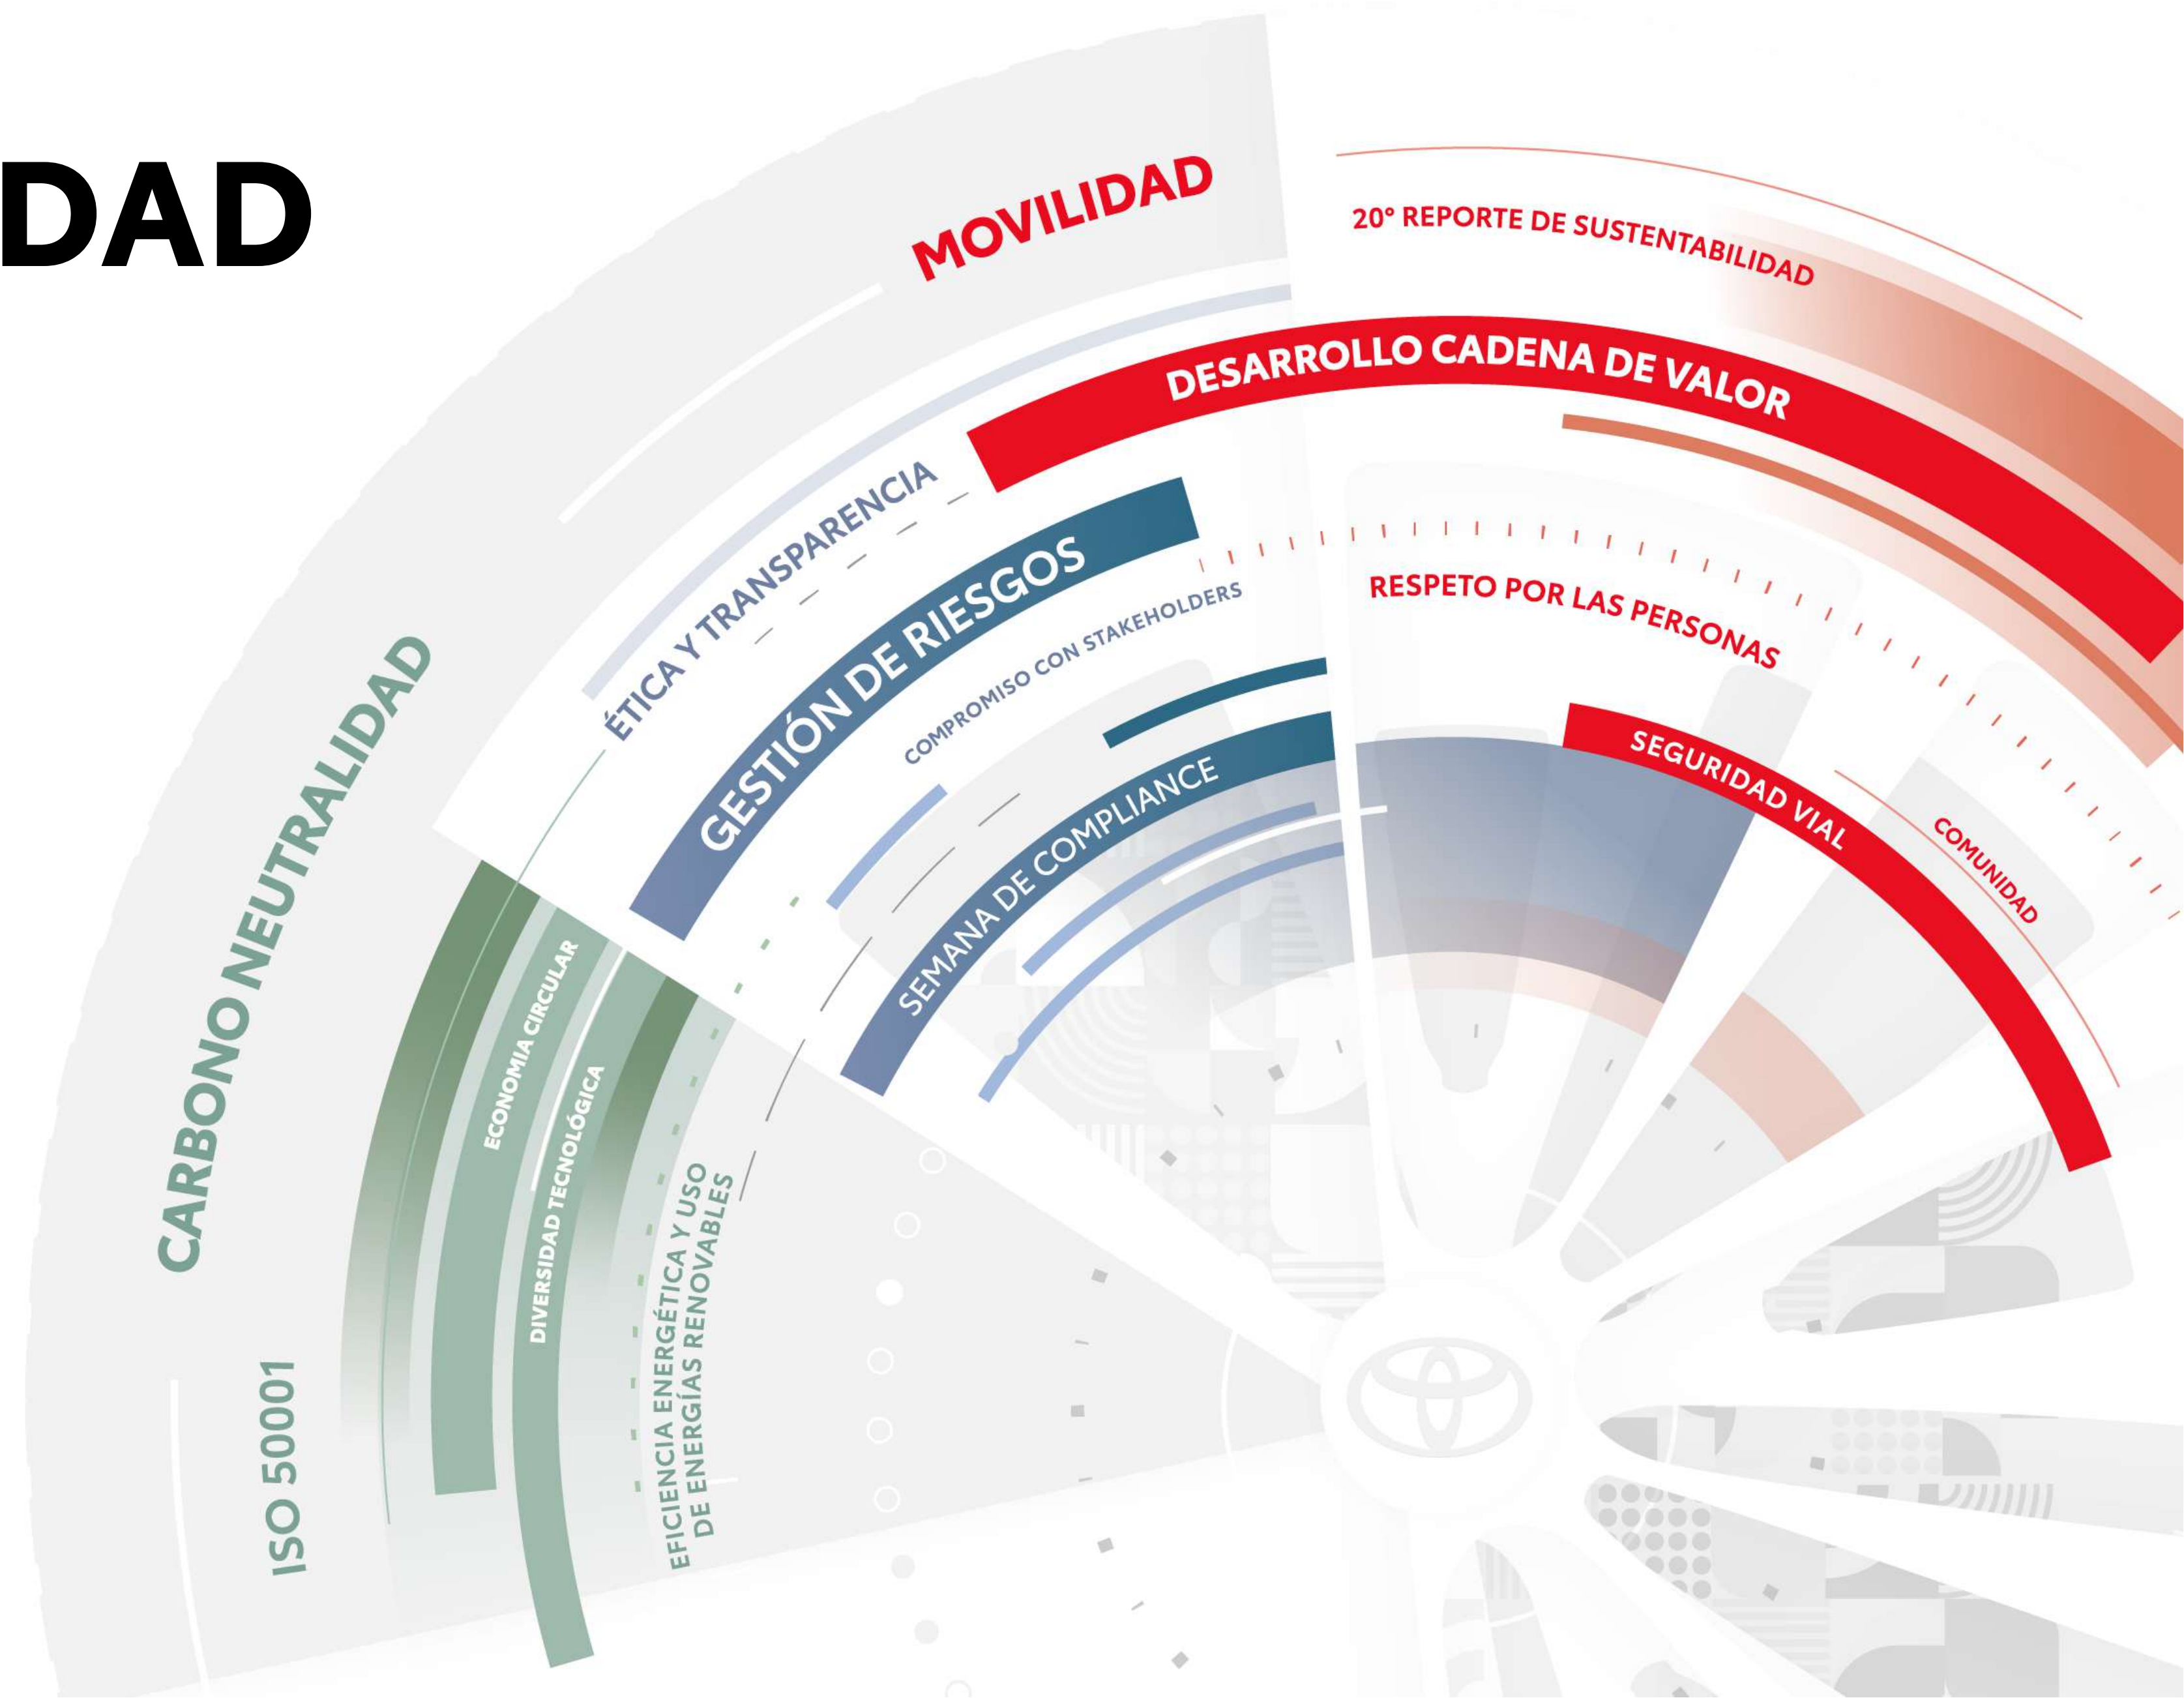 DAD
MOVILIDAD
20° REPORTE DE SUSTENTABILIDAD
DESARROLLO CADENA DE VALOR
ÉTICA Y TRANSPARENCIA
GESTIÓN DE RIESGOS
COMPROMISO CON STAKEHOLDERS
RESPETO POR LAS PERSONAS
SEMANA DE COMPLIANCE
SEGURIDAD VIAL
COMUNIDAD
CARBONO NEUTRALIDAD
ECONOMIA CIRCULAR
DIVERSIDAD TECNOLÓGICA
EFICIENCIA ENERGÉTICA Y USO
DE ENERGÍAS RENOVABLES
ISO 50001